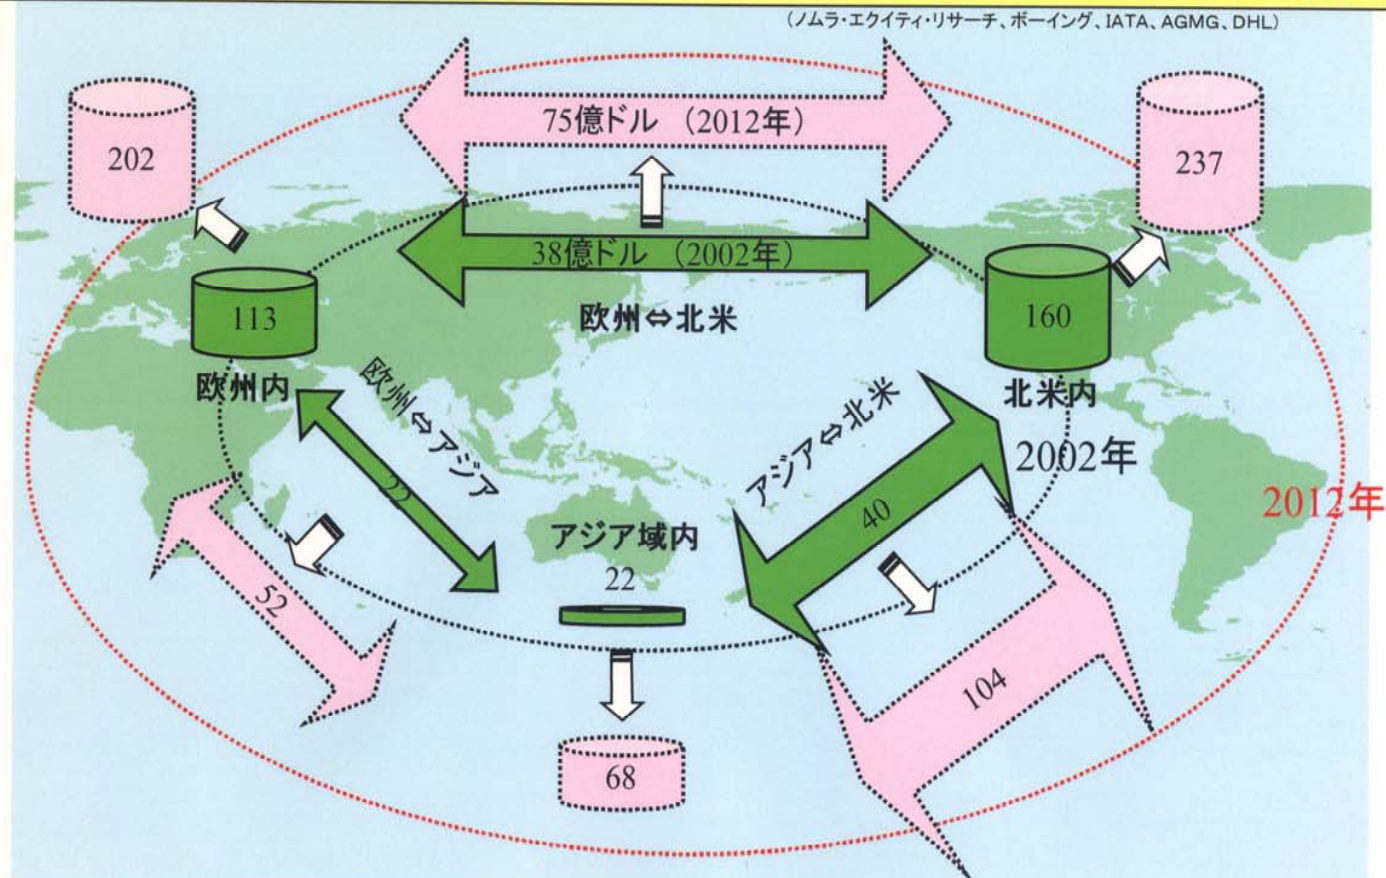 (ノムラ・エクイティ・リサーチ、ボーイング、IATA、AGMG、DHL)
75億ドル (2012年)
202
237
38億ドル (2002年)
113
160
欧州⇔北米
欧州内
北米内
欧州⇔アジア
アジア⇔北米
2002年
2012年
22
40
アジア域内
22
52
104
68